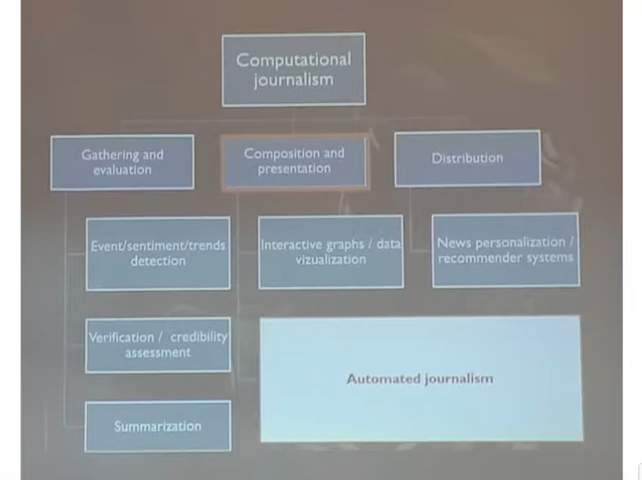 Computational
journalism
Gathering and
evaluation
Composition and
presentation
Distribution
Event/sentiment/trends
detection
Interactive graphs / data
vizualization
News personalization /
recommender systems
Verification / credibility
assessment
Automated journalism
Summarization